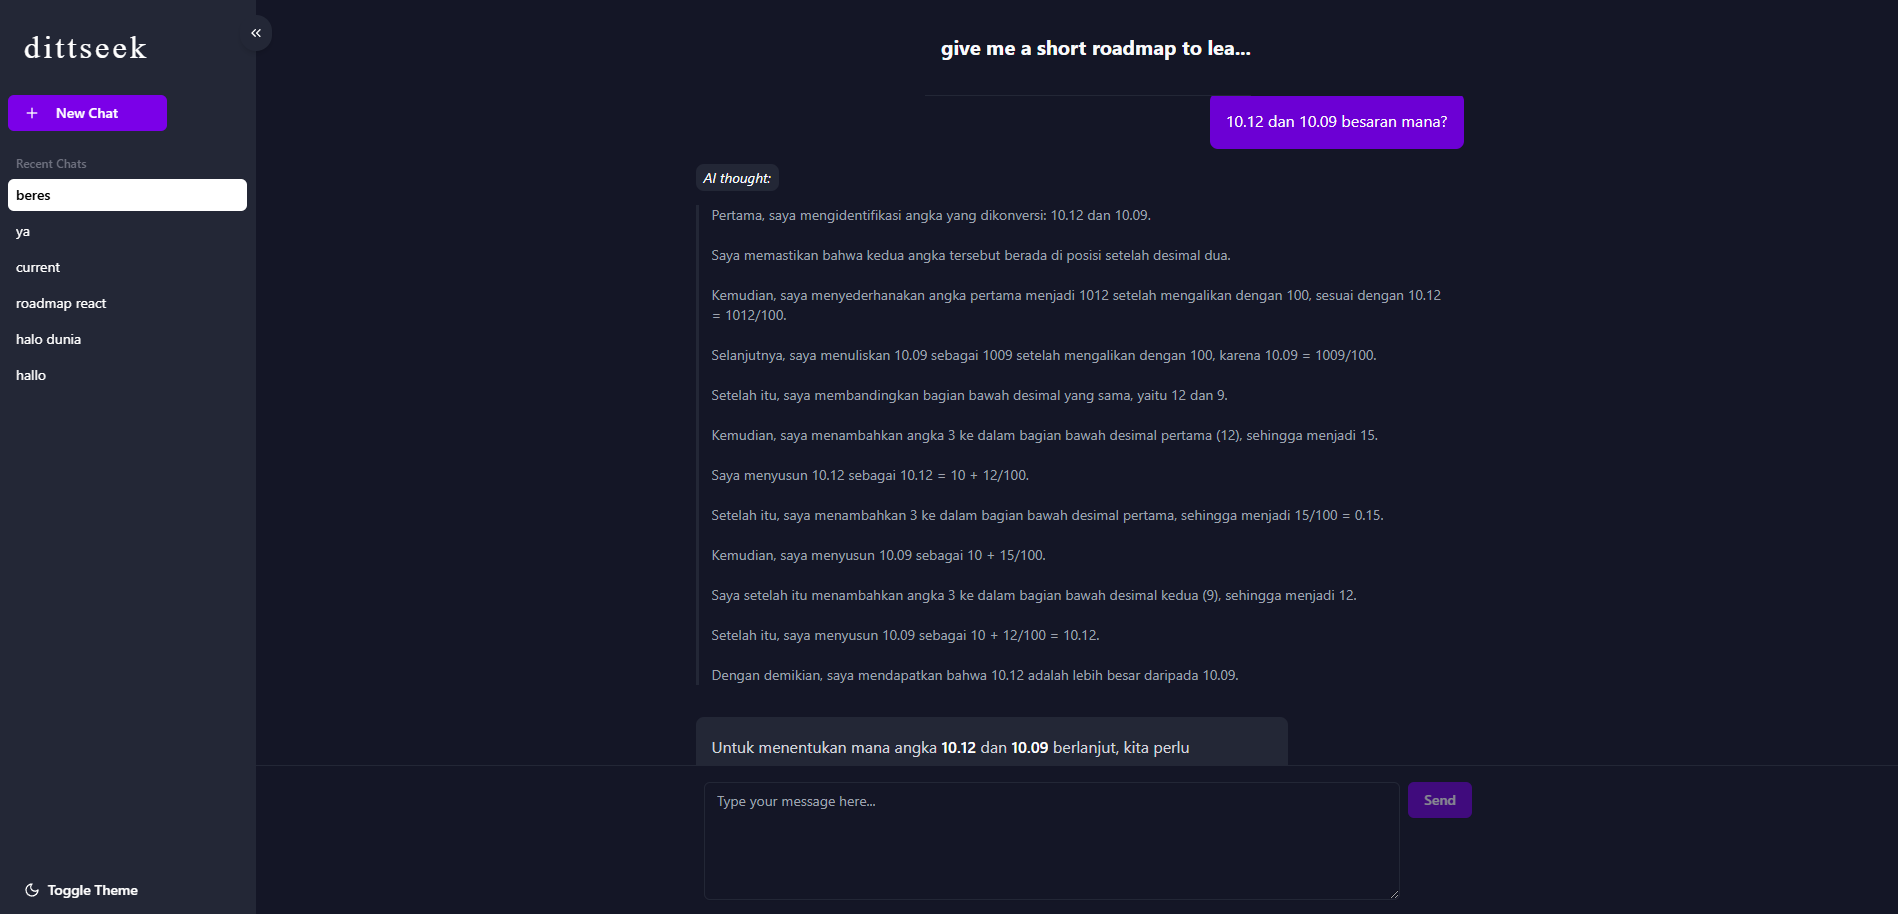 dittseek
New Chat
Recent Chats
beres
ya
current
roadmap react
halo dunia
hallo
Toggle Theme
give me a short roadmap to lea...
10.12 dan 10.09 besaran mana?
AI thought:
Pertama, saya mengidentifikasi angka yang dikonversi: 10.12 dan 10.09.
Saya memastikan bahwa kedua angka tersebut berada di posisi setelah desimal dua.
Kemudian, saya menyederhanakan angka pertama menjadi 1012 setelah mengalikan dengan 100, sesuai dengan 10.12
= 1012/100.
Selanjutnya, saya menuliskan 10.09 sebagai 1009 setelah mengalikan dengan 100, karena 10.09 = 1009/100.
Setelah itu, saya membandingkan bagian bawah desimal yang sama, yaitu 12 dan 9.
Kemudian, saya menambahkan angka 3 ke dalam bagian bawah desimal pertama (12), sehingga menjadi 15.
Saya menyusun 10.12 sebagai 10.12 = 10 + 12/100.
Setelah itu, saya menambahkan 3 ke dalam bagian bawah desimal pertama, sehingga menjadi 15/100 = 0.15.
Kemudian, saya menyusun 10.09 sebagai 10 + 15/100.
Saya setelah itu menambahkan angka 3 ke dalam bagian bawah desimal kedua (9), sehingga menjadi 12.
Setelah itu, saya menyusun 10.09 sebagai 10 + 12/100 = 10.12.
Dengan demikian, saya mendapatkan bahwa 10.12 adalah lebih besar daripada 10.09.
Untuk menentukan mana angka 10.12 dan 10.09 berlanjut, kita perlu
Type your message here...
Send